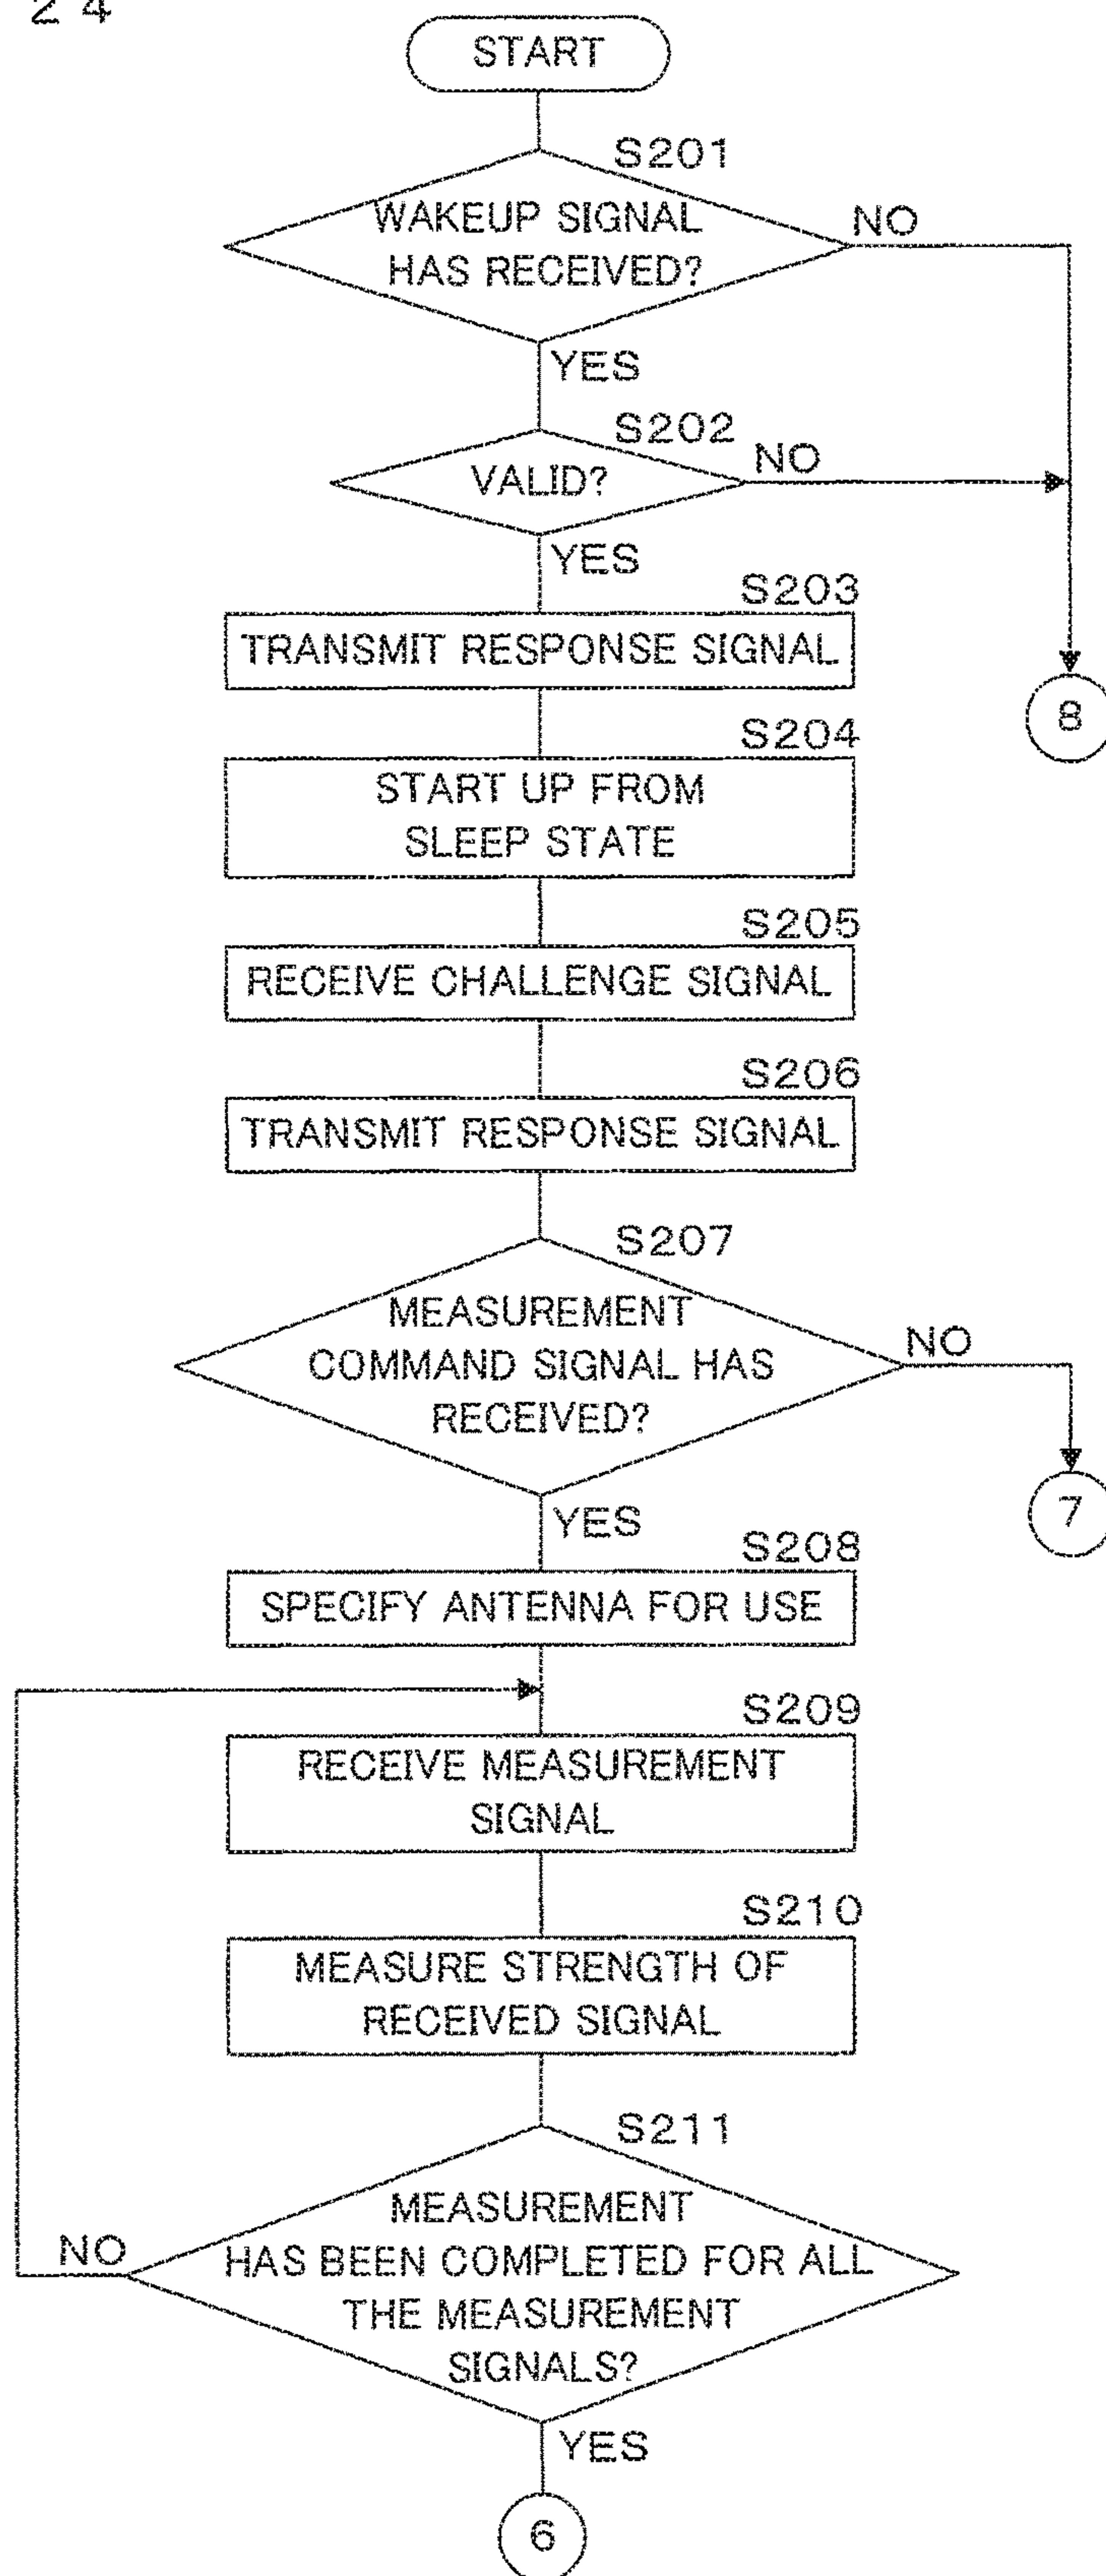 24
START
S201
WAKEUP SIGNAL
HAS RECEIVED?
NO
YES
S202
VALID?
NO
YES
S203
TRANSMIT RESPONSE SIGNAL
8
S204
START UP FROM
SLEEP STATE
S205
RECEIVE CHALLENGE SIGNAL
S206
TRANSMIT RESPONSE SIGNAL
S207
MEASUREMENT
COMMAND SIGNAL HAS
RECEIVED?
NO
7
YES
S208
SPECIFY ANTENNA FOR USE
S209
RECEIVE MEASUREMENT
SIGNAL
S210
MEASURE STRENGTH OF
RECEIVED SIGNAL
S211
MEASUREMENT
HAS BEEN COMPLETED FOR ALL
THE MEASUREMENT
SIGNALS?
NO
YES
6